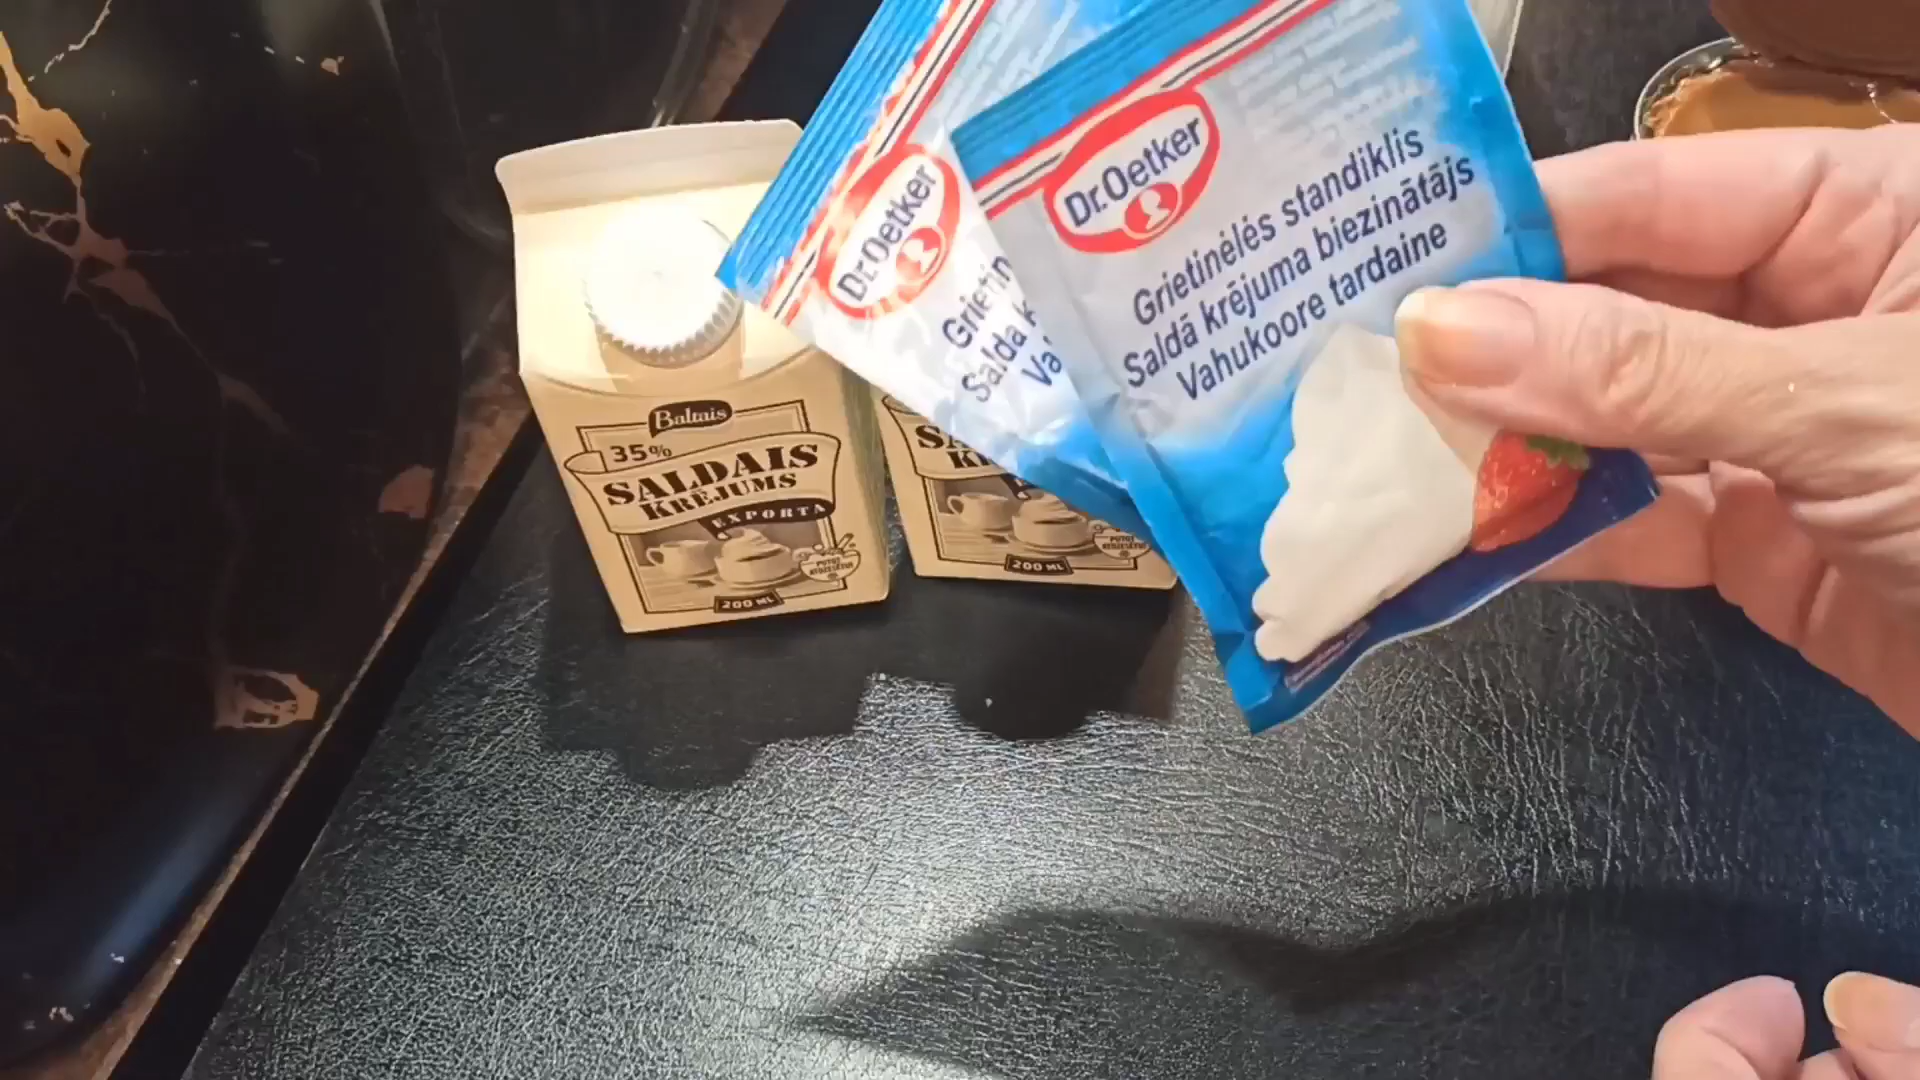 Baltais
35%
SALDAIS
KRĒJUMS
EXPORTA
200 ML
200 ML
Dr.Oetker
Dr.Oetker
Grietinėlės standiklis
Saldā krējuma biezinātājs
Vahukoore tardaine